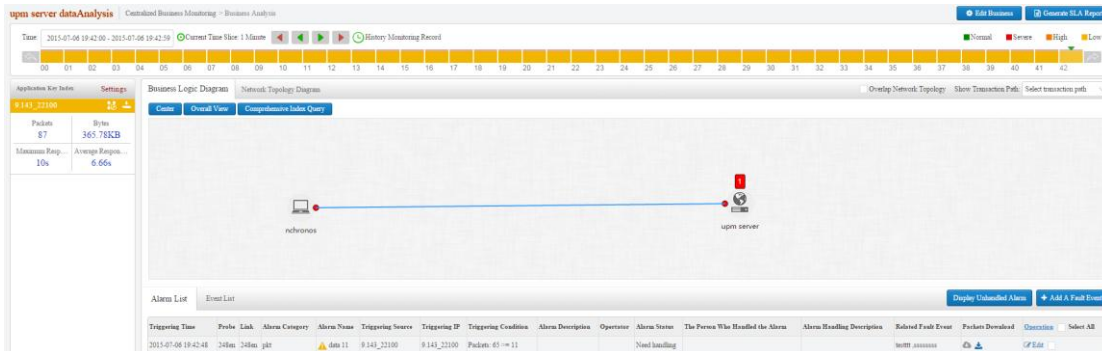 upm server dataAnalysis Centralized Business Monitoring > Business Analysis Edit Business Generate SLA Repor
Time: 2015-07-06 19:42:00 - 2015-07-06 19:42:59 Current Time Slice: 1 Minute History Monitoring Record Normal Severe High Low
00 01 02 03 04 05 06 07 08 09 10 11 12 13 14 15 16 17 18 19 20 21 22 23 24 25 26 27 28 29 30 31 32 33 34 35 36 37 38 39 40 41 42
Application Key Index Settings Business Logic Diagram Network Topology Diagram Overlap Network Topology Show Transaction Path: Select transaction path
9.143_22100 Center Overall View Comprehensive Index Query
Packets Bytes
87 365.78KB
Maximum Resp... Average Respon...
10s 6.66s
1
nchronos
upm server
Alarm List Event List Display Unhandled Alarm + Add A Fault Event
Triggering Time Probe Link Alarm Category Alarm Name Triggering Source Triggering IP Triggering Condition Alarm Description Opertator Alarm Status The Person Who Handled the Alarm Alarm Handling Description Related Fault Event Packets Download Operation Select All
2015-07-06 19:42:48 248lm 248lm pkt data 11 9.143_22100 9.143_22100 Packets: 65 >= 11 Need handling Edit